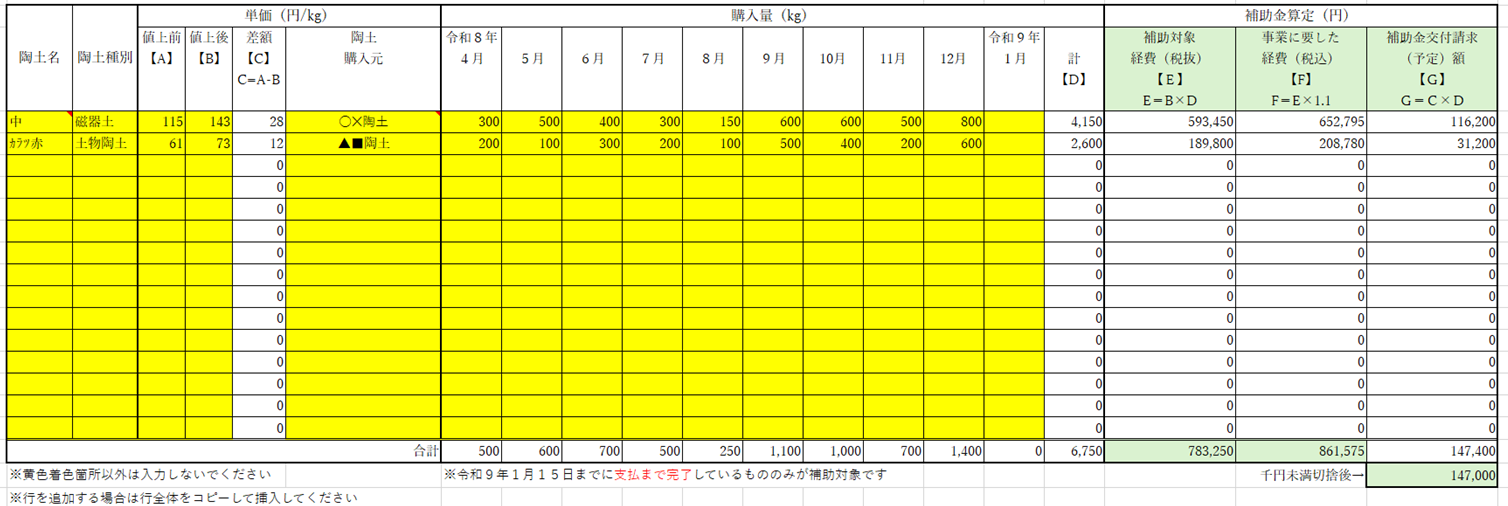 単価（円/kg） 購入量（kg） 補助金算定（円）
陶土名 陶土種別 値上前【A】 値上後【B】 差額【C】C=A-B 陶土購入元 令和８年４月 ５月 ６月 ７月 ８月 ９月 10月 11月 12月 令和９年１月 計【D】 補助対象経費（税抜）【E】E＝B×D 事業に要した経費（税込）【F】F＝E×1.1 補助金交付請求（予定）額【G】G＝C×D
中 磁器土 115 143 28 〇×陶土 300 500 400 300 150 600 600 500 800 4,150 593,450 652,795 116,200
ｶﾗﾂ赤 土物陶土 61 73 12 ▲■陶土 200 100 300 200 100 500 400 200 600 2,600 189,800 208,780 31,200
0 0 0 0 0
0 0 0 0 0
0 0 0 0 0
0 0 0 0 0
0 0 0 0 0
0 0 0 0 0
0 0 0 0 0
0 0 0 0 0
0 0 0 0 0
0 0 0 0 0
0 0 0 0 0
0 0 0 0 0
0 0 0 0 0
合計 500 600 700 500 250 1,100 1,000 700 1,400 0 6,750 783,250 861,575 147,400
※黄色着色箇所以外は入力しないでください ※令和９年１月１５日までに支払まで完了しているもののみが補助対象です 千円未満切捨後→ 147,000
※行を追加する場合は行全体をコピーして挿入してください